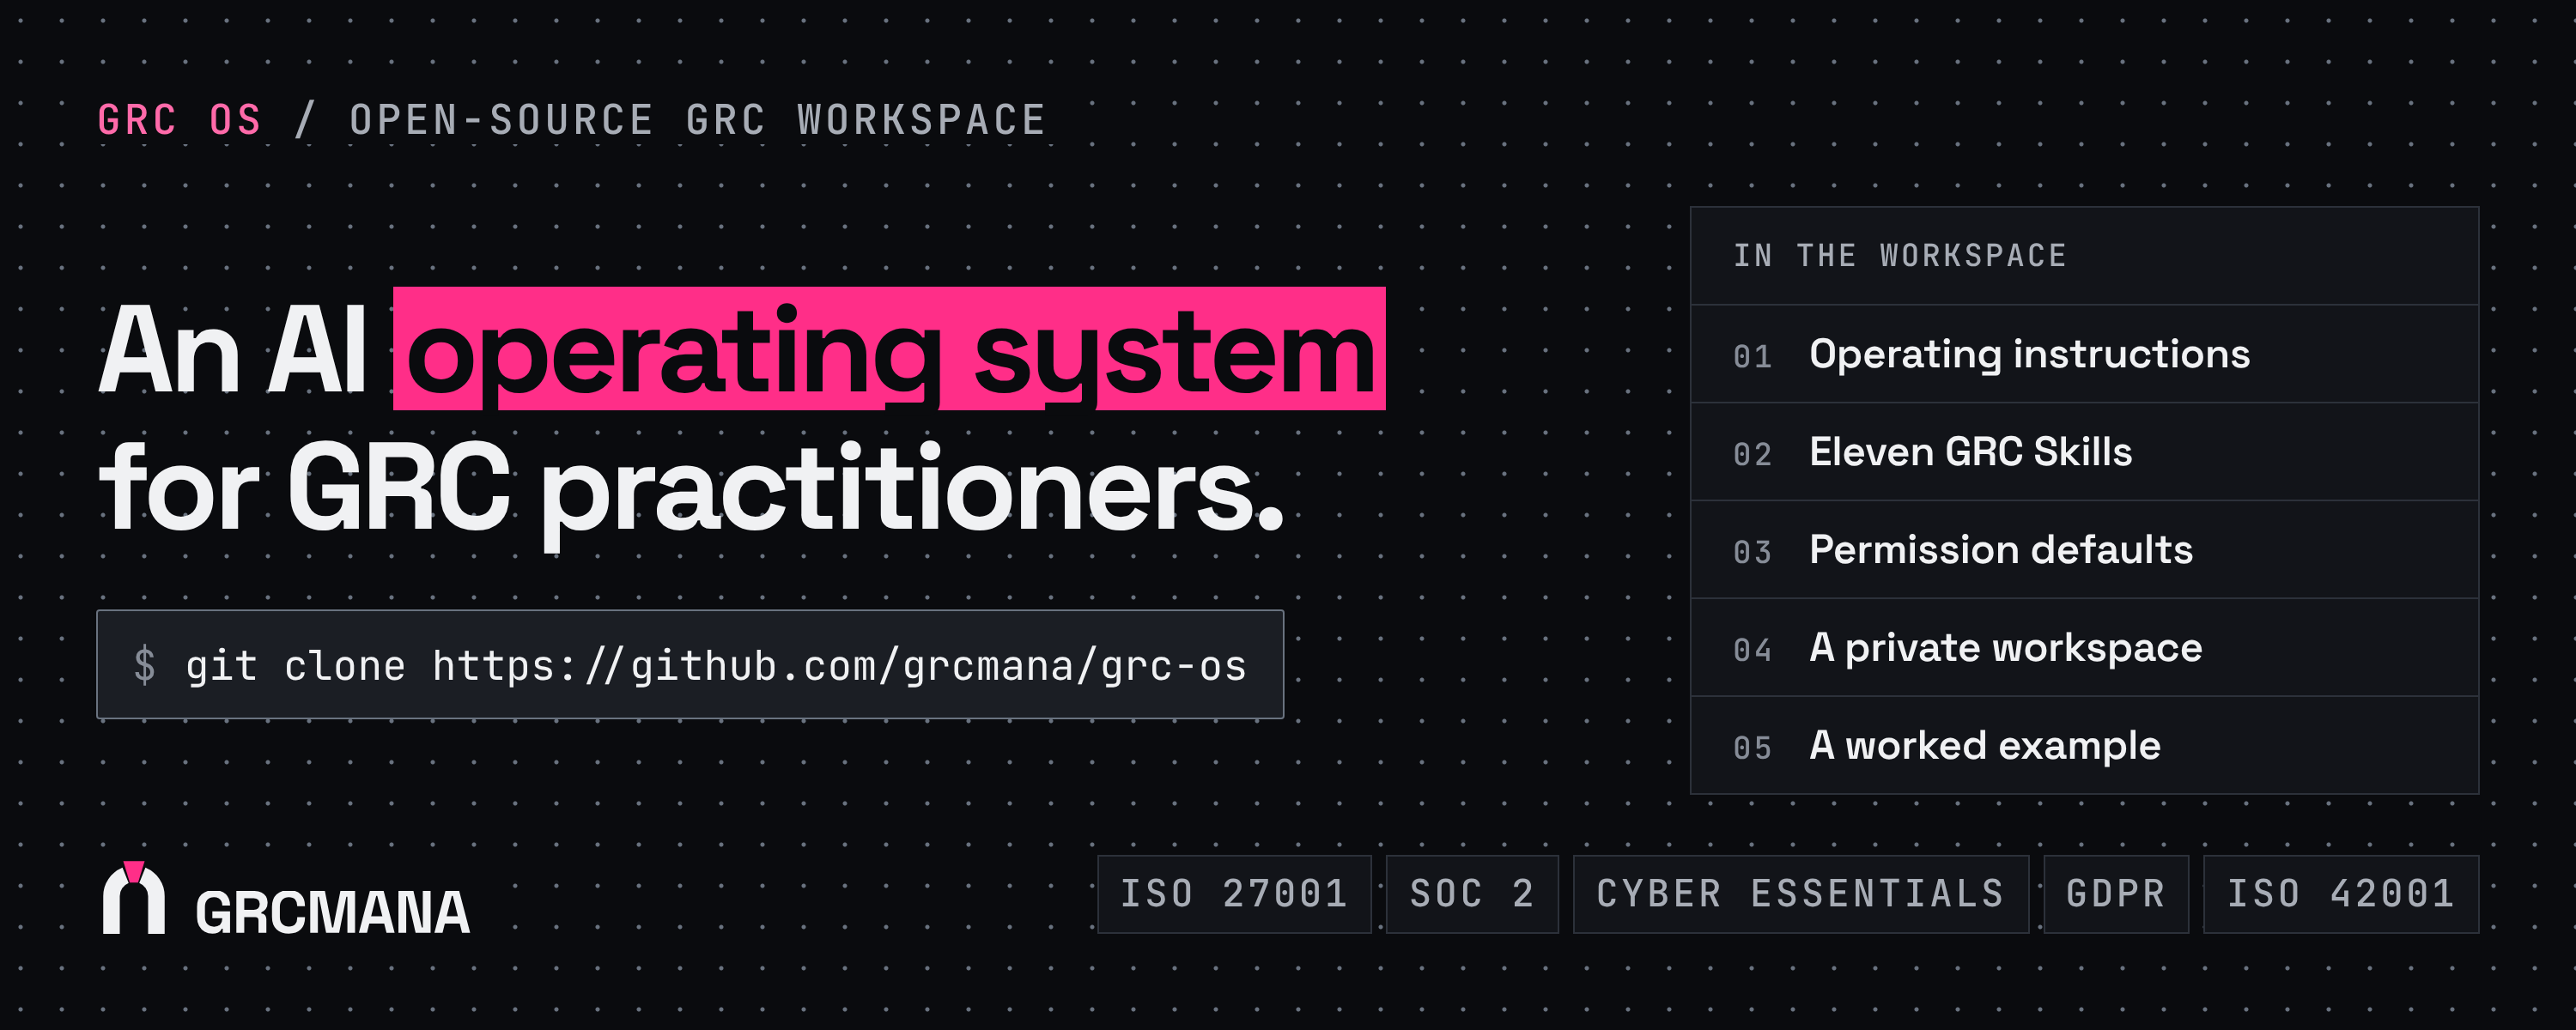 GRC OS / OPEN-SOURCE GRC WORKSPACE
An AI operating system
for GRC practitioners.
$ git clone https://github.com/grcmana/grc-os
IN THE WORKSPACE
01 Operating instructions
02 Eleven GRC Skills
03 Permission defaults
04 A private workspace
05 A worked example
GRCMANA
ISO 27001 SOC 2 CYBER ESSENTIALS GDPR ISO 42001